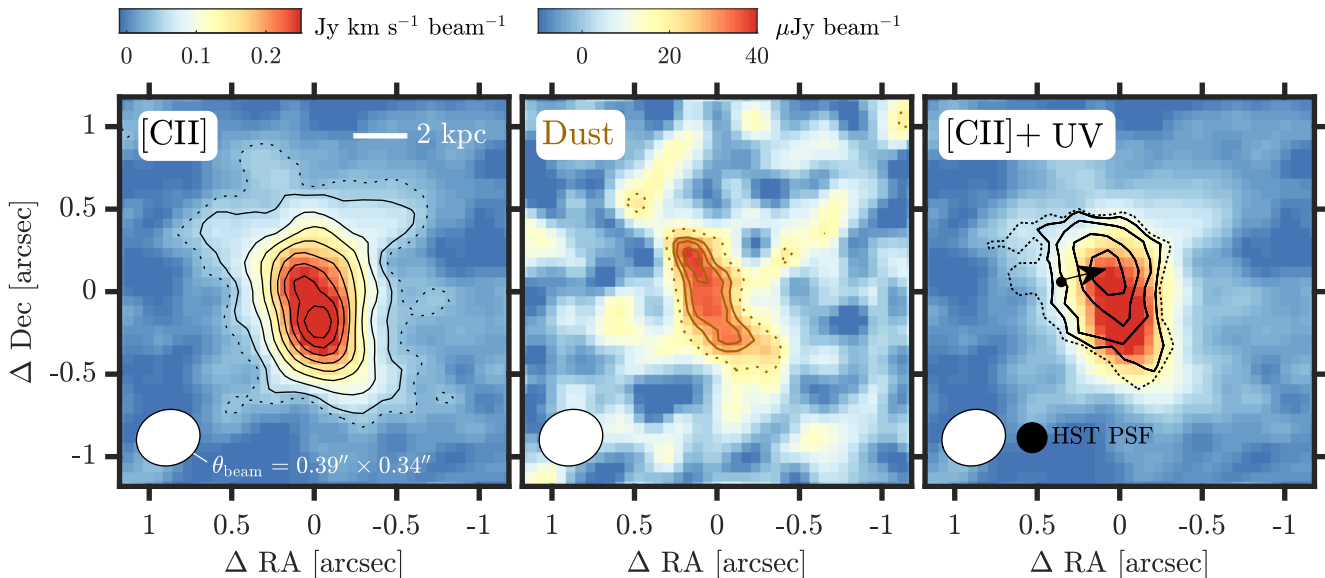 Jy km s⁻¹ beam⁻¹
0 0.1 0.2
μJy beam⁻¹
0 20 40
[CII]
2 kpc
Dust
[CII]+ UV
Δ Dec [arcsec]
1
0.5
0
-0.5
-1
θbeam = 0.39″ × 0.34″
HST PSF
1 0.5 0 -0.5 -1
1 0.5 0 -0.5 -1
1 0.5 0 -0.5 -1
Δ RA [arcsec]
Δ RA [arcsec]
Δ RA [arcsec]